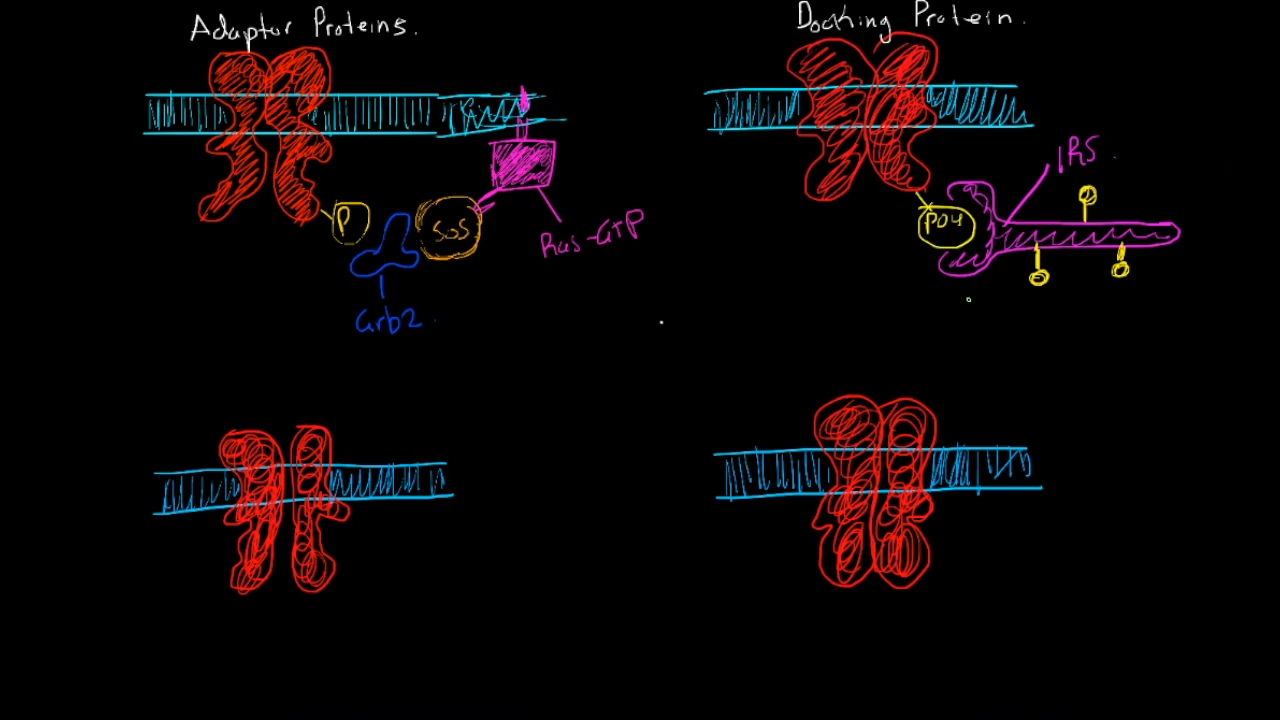 Adaptor Proteins.
Docking Protein.
IRS.
P
SOS
PO4
Ras-GTP
Grb2.